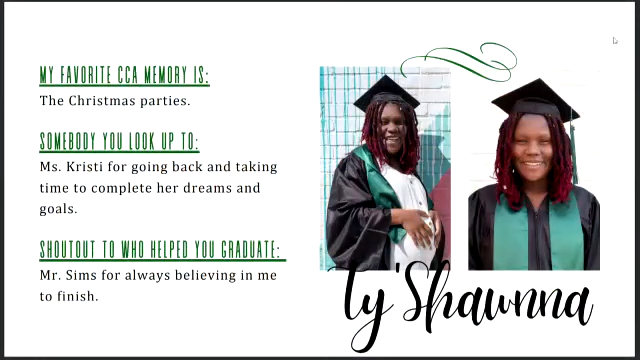 MY FAVORITE CCA MEMORY IS:
The Christmas parties.
SOMEBODY YOU LOOK UP TO:
Ms. Kristi for going back and taking
time to complete her dreams and
goals.
SHOUTOUT TO WHO HELPED YOU GRADUATE:
Mr. Sims for always believing in me
to finish.
Ty'Shawnna